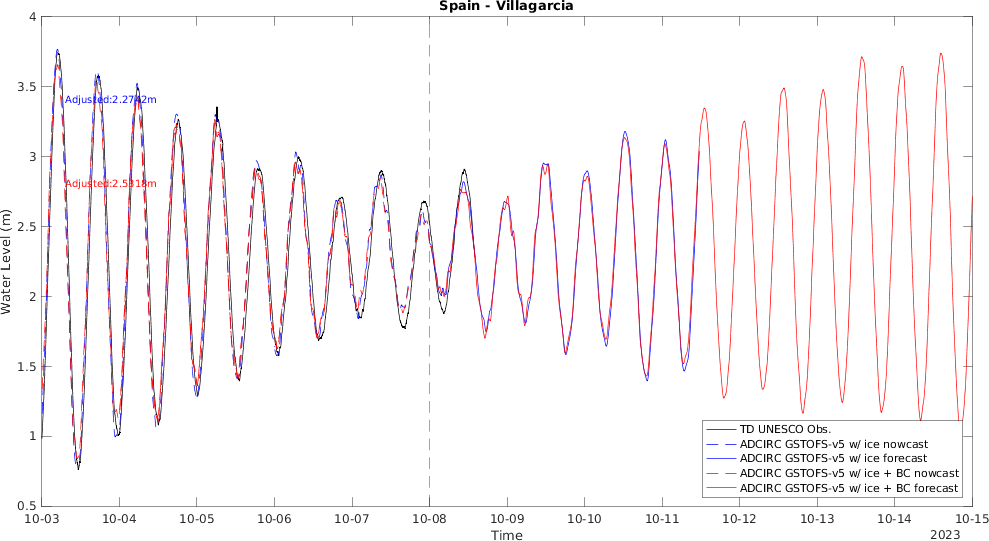 Spain - Villagarcia
4
3.5
3
2.5
2
1.5
1
0.5
Water Level (m)
Adjusted:2.2742m
Adjusted:2.5318m
TD UNESCO Obs.
ADCIRC GSTOFS-v5 w/ ice nowcast
ADCIRC GSTOFS-v5 w/ ice forecast
ADCIRC GSTOFS-v5 w/ ice + BC nowcast
ADCIRC GSTOFS-v5 w/ ice + BC forecast
10-03 10-04 10-05 10-06 10-07 10-08 10-09 10-10 10-11 10-12 10-13 10-14 10-15
Time
2023